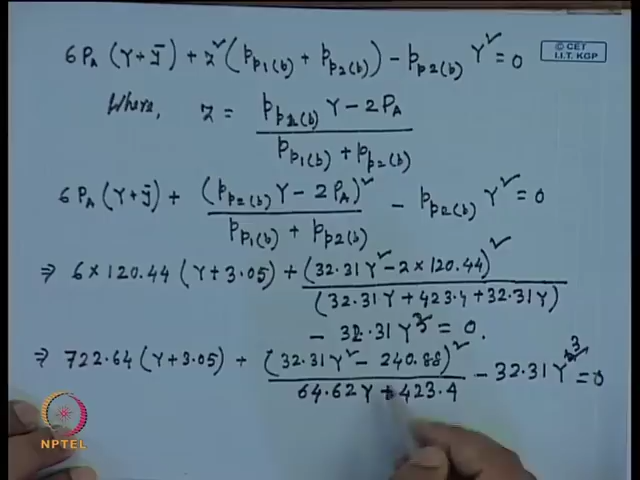 6P_A (Y + ȳ) + z² (p_p1(b) + p_p2(b)) - p_p2(b) Y² = 0
© CET
I.I.T. KGP
Where, z = (p_p2(b) Y - 2P_A) / (p_p1(b) + p_p2(b))
6P_A (Y + ȳ) + (p_p2(b) Y - 2P_A)² / (p_p1(b) + p_p2(b)) - p_p2(b) Y² = 0
⇒ 6 × 120.44 (Y + 3.05) + (32.31 Y² - 2 × 120.44)² / (32.31 Y + 423.4 + 32.31 Y)
- 32.31 Y³ = 0.
⇒ 722.64 (Y + 3.05) + (32.31 Y² - 240.88)² / 64.62 Y + 423.4 - 32.31 Y³ = 0
NPTEL